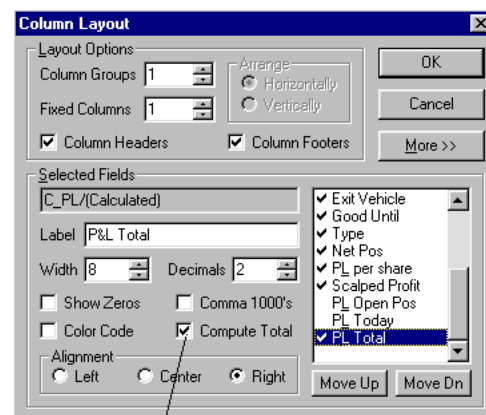 Column Layout
Layout Options
Column Groups 1
Fixed Columns 1
Arrange
Horizontally
Vertically
Column Headers
Column Footers
OK
Cancel
More >>
Selected Fields
C_PL/(Calculated)
Label P&L Total
Width 8 Decimals 2
Show Zeros Comma 1000's
Color Code Compute Total
Alignment
Left Center Right
Exit Vehicle
Good Until
Type
Net Pos
PL per share
Scalped Profit
PL Open Pos
PL Today
PL Total
Move Up Move Dn